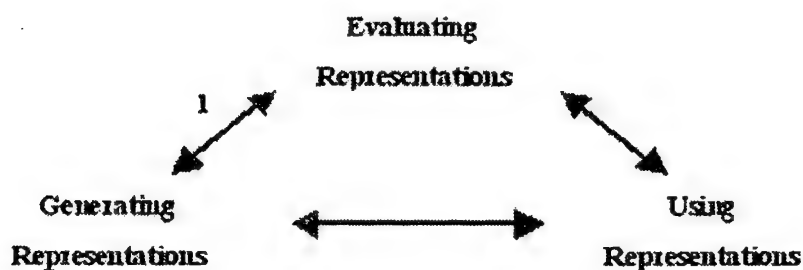 Evaluating
Representations
1
Generating
Representations
Using
Representations